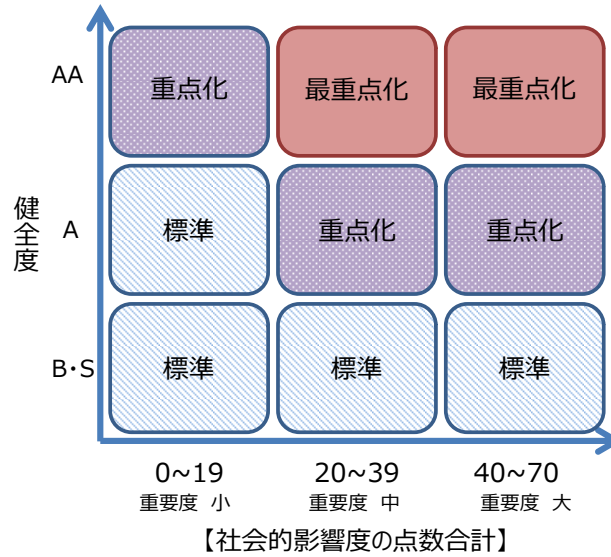 AA
重点化
最重点化
最重点化
健全度
A
標準
重点化
重点化
B・S
標準
標準
標準
0~19
20~39
40~70
重要度 小
重要度 中
重要度 大
【社会的影響度の点数合計】